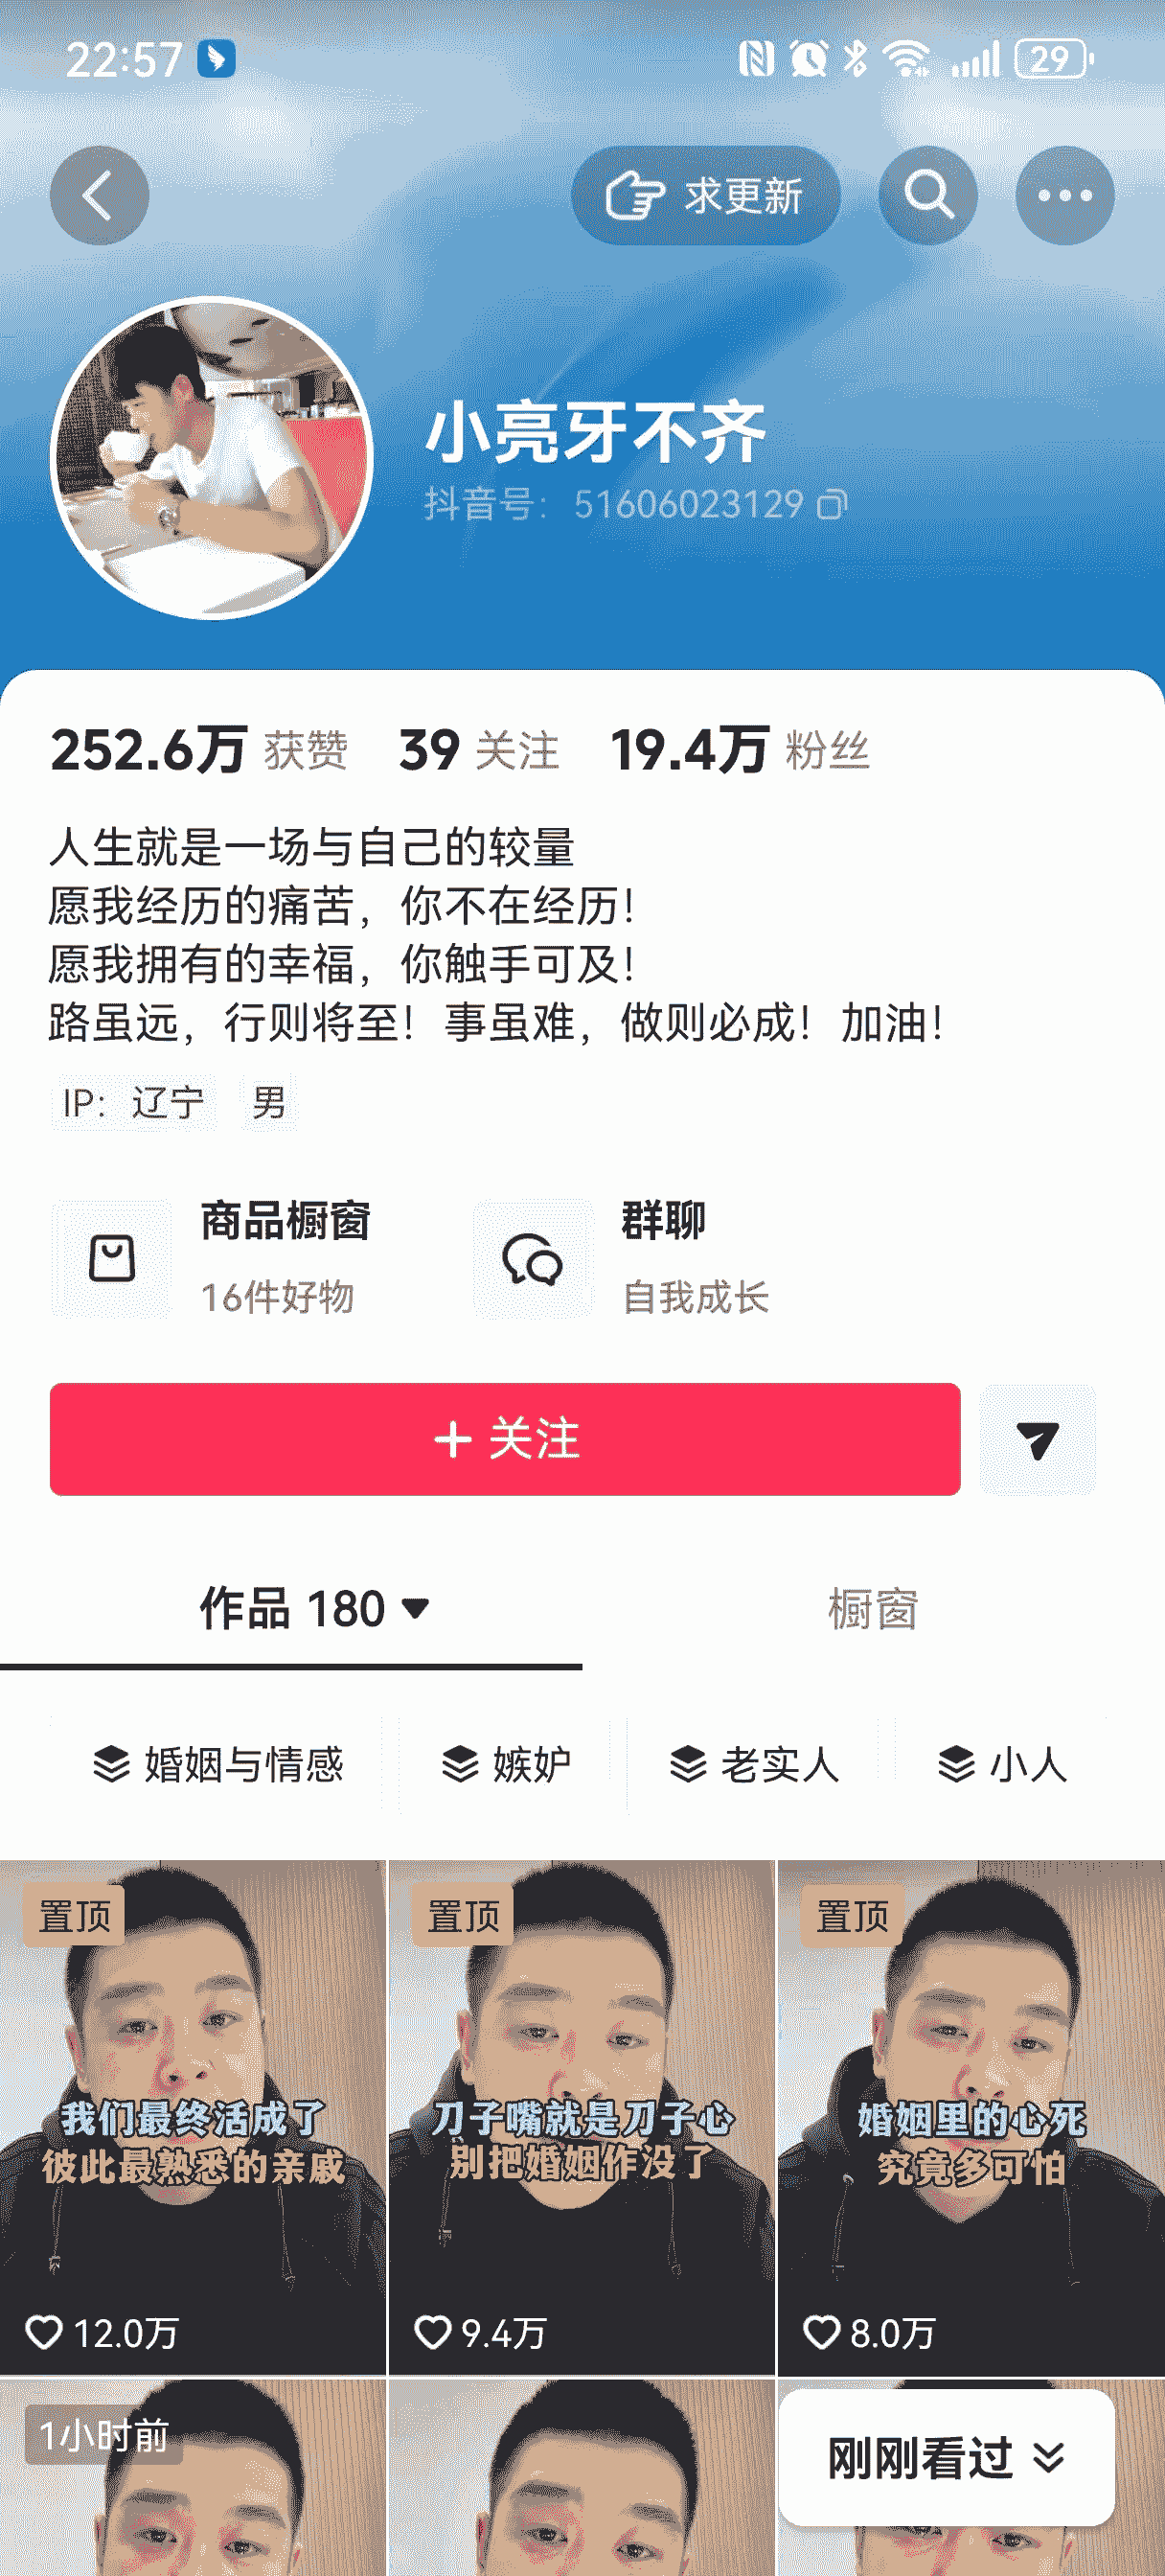 22:57
29
求更新
小亮牙不齐
抖音号：51606023129
252.6万 获赞 39 关注 19.4万 粉丝
人生就是一场与自己的较量
愿我经历的痛苦，你不在经历！
愿我拥有的幸福，你触手可及！
路虽远，行则将至！事虽难，做则必成！加油！
IP：辽宁 男
商品橱窗 群聊
16件好物 自我成长
+ 关注
作品 180 橱窗
婚姻与情感 嫉妒 老实人 小人
置顶
我们最终活成了
彼此最熟悉的亲戚
12.0万
置顶
刀子嘴就是刀子心
别把婚姻作没了
9.4万
置顶
婚姻里的心死
究竟多可怕
8.0万
1小时前
刚刚看过